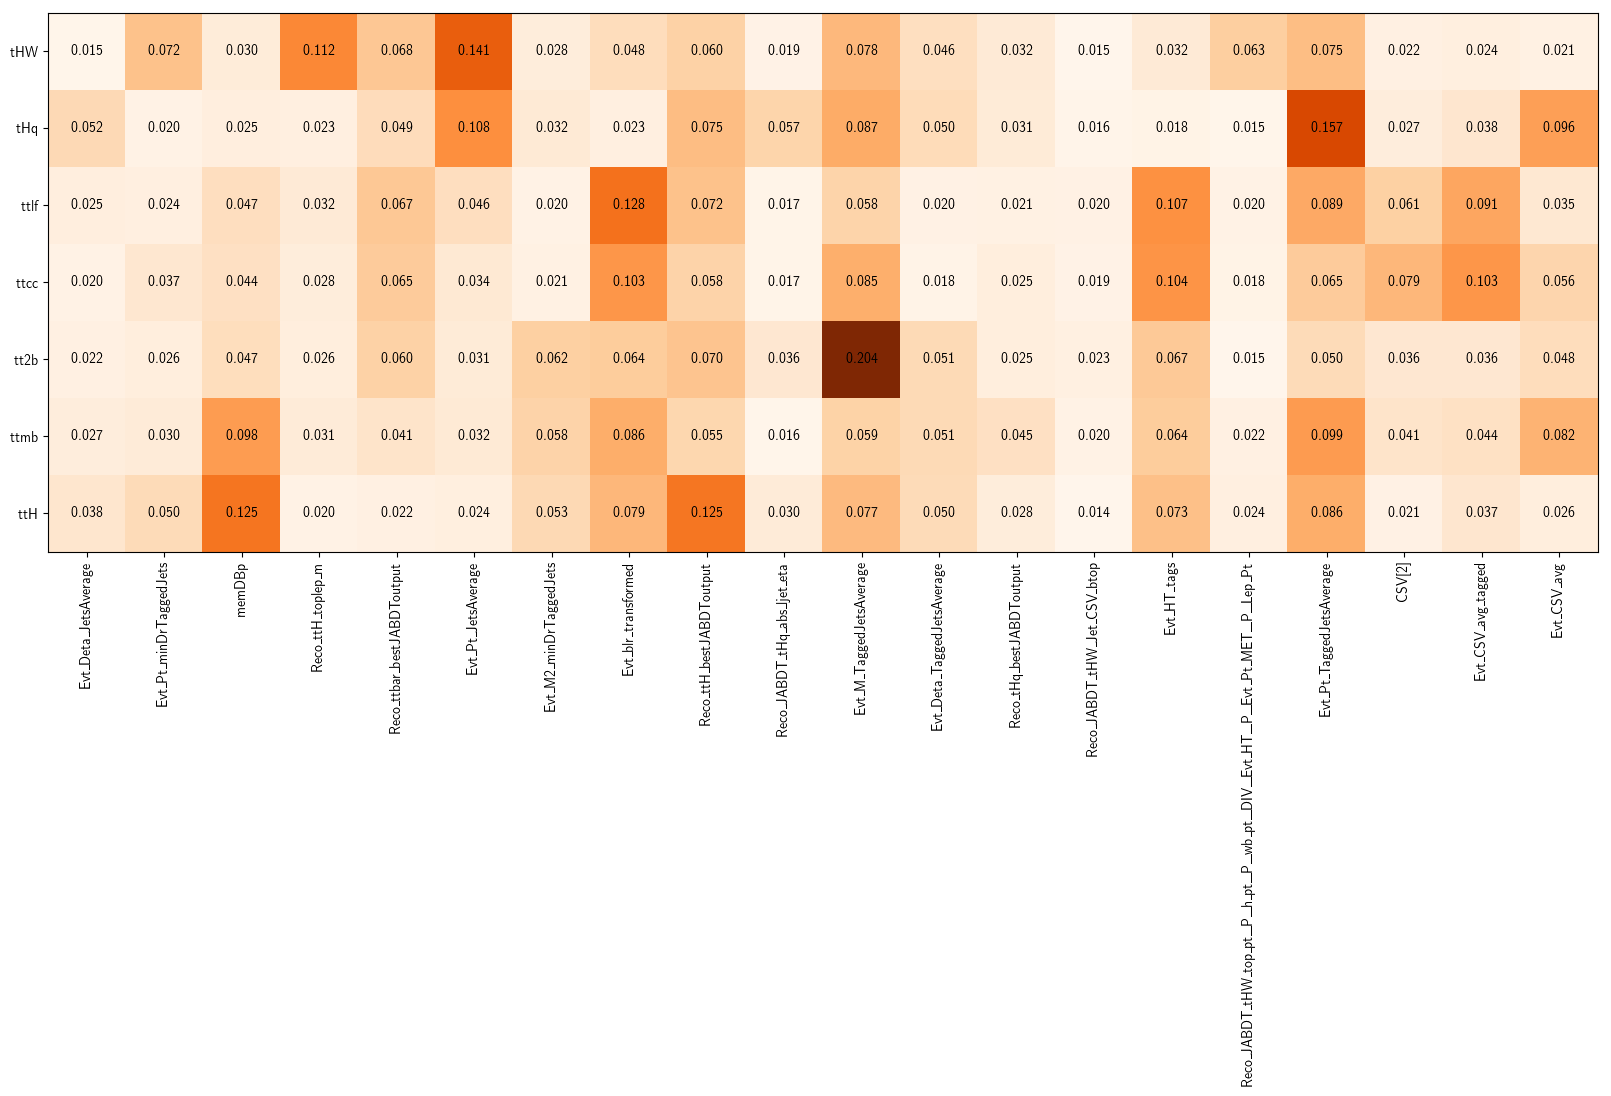 tHW 0.015 0.072 0.030 0.112 0.068 0.141 0.028 0.048 0.060 0.019 0.078 0.046 0.032 0.015 0.032 0.063 0.075 0.022 0.024 0.021
tHq 0.052 0.020 0.025 0.023 0.049 0.108 0.032 0.023 0.075 0.057 0.087 0.050 0.031 0.016 0.018 0.015 0.157 0.027 0.038 0.096
ttlf 0.025 0.024 0.047 0.032 0.067 0.046 0.020 0.128 0.072 0.017 0.058 0.020 0.021 0.020 0.107 0.020 0.089 0.061 0.091 0.035
ttcc 0.020 0.037 0.044 0.028 0.065 0.034 0.021 0.103 0.058 0.017 0.085 0.018 0.025 0.019 0.104 0.018 0.065 0.079 0.103 0.056
tt2b 0.022 0.026 0.047 0.026 0.060 0.031 0.062 0.064 0.070 0.036 0.204 0.051 0.025 0.023 0.067 0.015 0.050 0.036 0.036 0.048
ttmb 0.027 0.030 0.098 0.031 0.041 0.032 0.058 0.086 0.055 0.016 0.059 0.051 0.045 0.020 0.064 0.022 0.099 0.041 0.044 0.082
ttH 0.038 0.050 0.125 0.020 0.022 0.024 0.053 0.079 0.125 0.030 0.077 0.050 0.028 0.014 0.073 0.024 0.086 0.021 0.037 0.026
Evt_Deta_JetsAverage
Evt_Pt_minDrTaggedJets
memDBp
Reco_ttH_toplep_m
Reco_ttbar_bestJABDToutput
Evt_Pt_JetsAverage
Evt_M2_minDrTaggedJets
Evt_blr_transformed
Reco_ttH_bestJABDToutput
Reco_JABDT_tHq_abs_ljet_eta
Evt_M_TaggedJetsAverage
Evt_Deta_TaggedJetsAverage
Reco_tHq_bestJABDToutput
Reco_JABDT_tHW_Jet_CSV_btop
Evt_HT_tags
Reco_JABDT_tHW_top_pt__P__h_pt__P__wb_pt__DIV__Evt_HT__P__Evt_Pt_MET__P__Lep_Pt
Evt_Pt_TaggedJetsAverage
CSV[2]
Evt_CSV_avg_tagged
Evt_CSV_avg